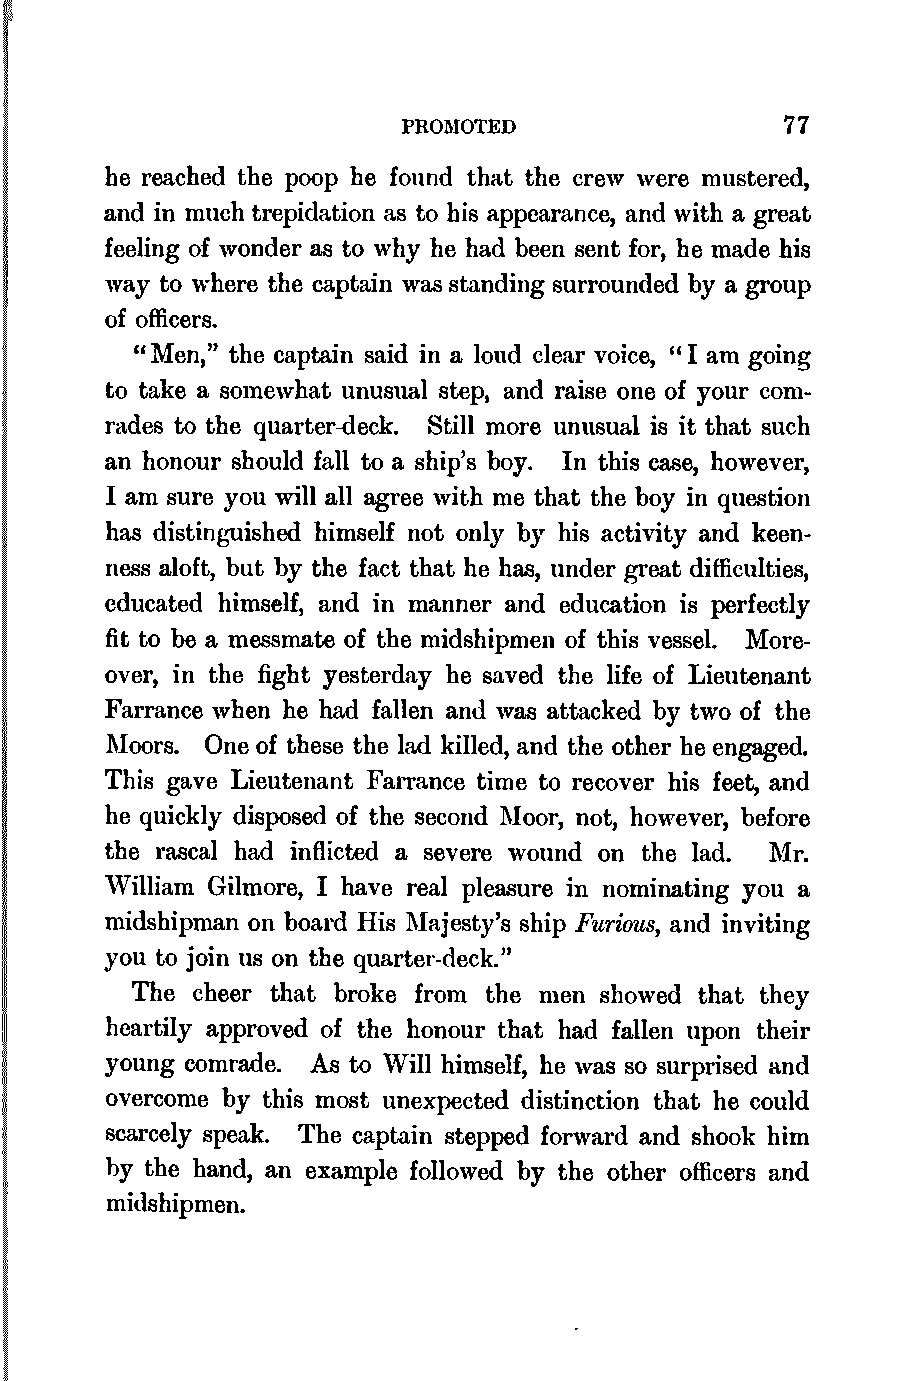 PROMOTED 77
he reached the poop he found that the crew were mustered,
and in much trepidation as to his appearance, and with a great
feeling of wonder as to why he had been sent for, he made his
way to where the captain was standing surrounded by a group
of officers.
"Men," the captain said in a loud clear voice, "I am going
to take a somewhat unusual step, and raise one of your com-
rades to the quarter-deck. Still more unusual is it that such
an honour should fall to a ship's boy. In this case, however,
I am sure you will all agree with me that the boy in question
has distinguished himself not only by his activity and keen-
ness aloft, but by the fact that he has, under great difficulties,
educated himself, and in manner and education is perfectly
fit to be a messmate of the midshipmen of this vessel. More-
over, in the fight yesterday he saved the life of Lieutenant
Farrance when he had fallen and was attacked by two of the
Moors. One of these the lad killed, and the other he engaged.
This gave Lieutenant Farrance time to recover his feet, and
he quickly disposed of the second Moor, not, however, before
the rascal had inflicted a severe wound on the lad. Mr.
William Gilmore, I have real pleasure in nominating you a
midshipman on board His Majesty's ship Furious, and inviting
you to join us on the quarter-deck."
The cheer that broke from the men showed that they
heartily approved of the honour that had fallen upon their
young comrade. As to Will himself, he was so surprised and
overcome by this most unexpected distinction that he could
scarcely speak. The captain stepped forward and shook him
by the hand, an example followed by the other officers and
midshipmen.